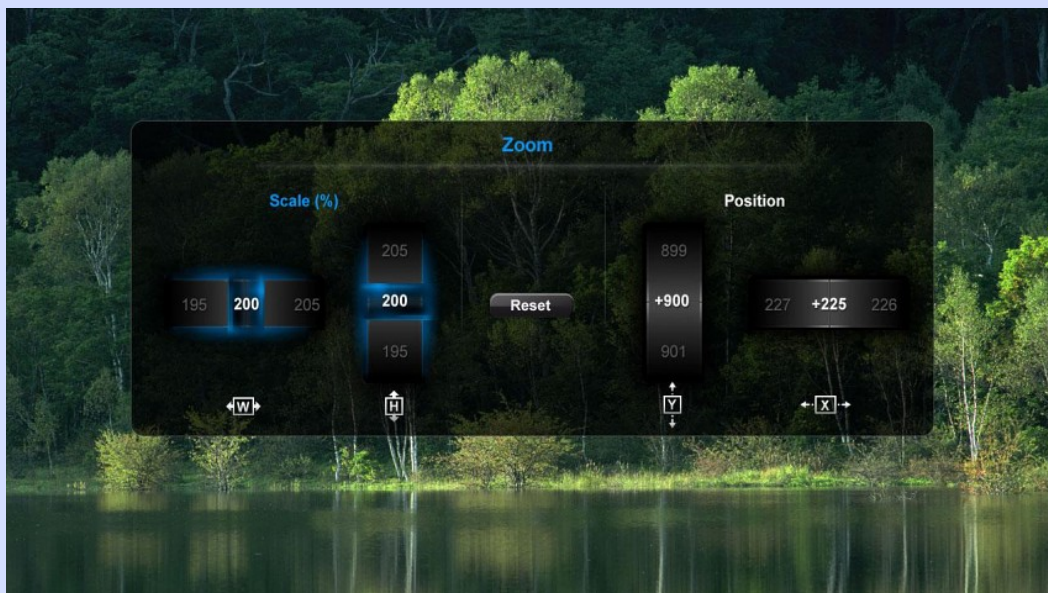 Zoom
Scale (%)
Position
205
899
195 200 205
200
Reset
+900
227 +225 226
195
901
W
H
Y
X